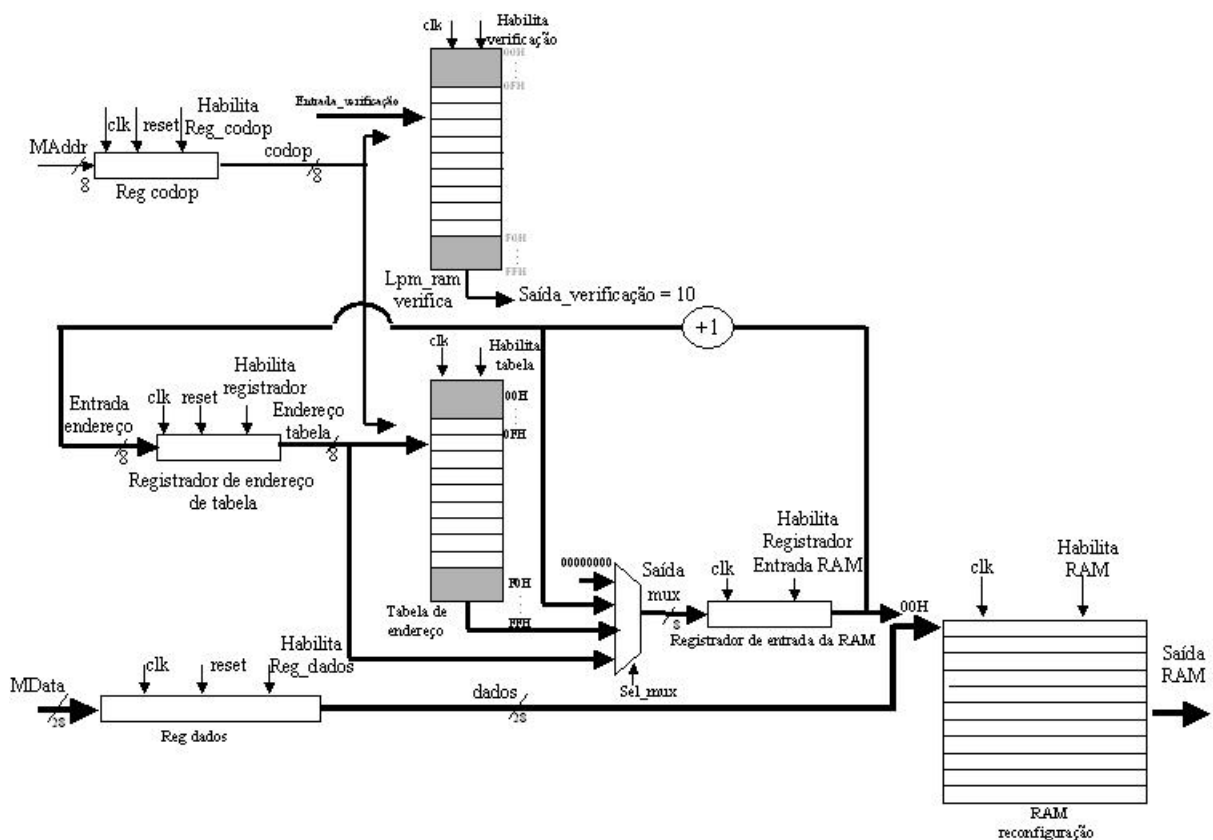 clk
Habilita
verificação
00H
0FH
Entrada_verificação
Habilita
Reg_codop
clk
reset
MAddr
8
codop
8
Reg codop
F0H
FFH
Lpm_ram
verifica
Saída_verificação = 10
+1
clk
Habilita
tabela
Habilita
registrador
clk
reset
00H
0FH
Entrada
endereço
8
Endereço
tabela
8
Registrador de endereço
de tabela
F0H
FFH
Tabela de
endereço
00000000
Saída
mux
8
Sel_mux
clk
Habilita
Registrador
Entrada RAM
Registrador de entrada da RAM
00H
clk
Habilita
RAM
Saída
RAM
MData
28
clk
reset
Habilita
Reg_dados
dados
28
Reg dados
RAM
reconfiguração